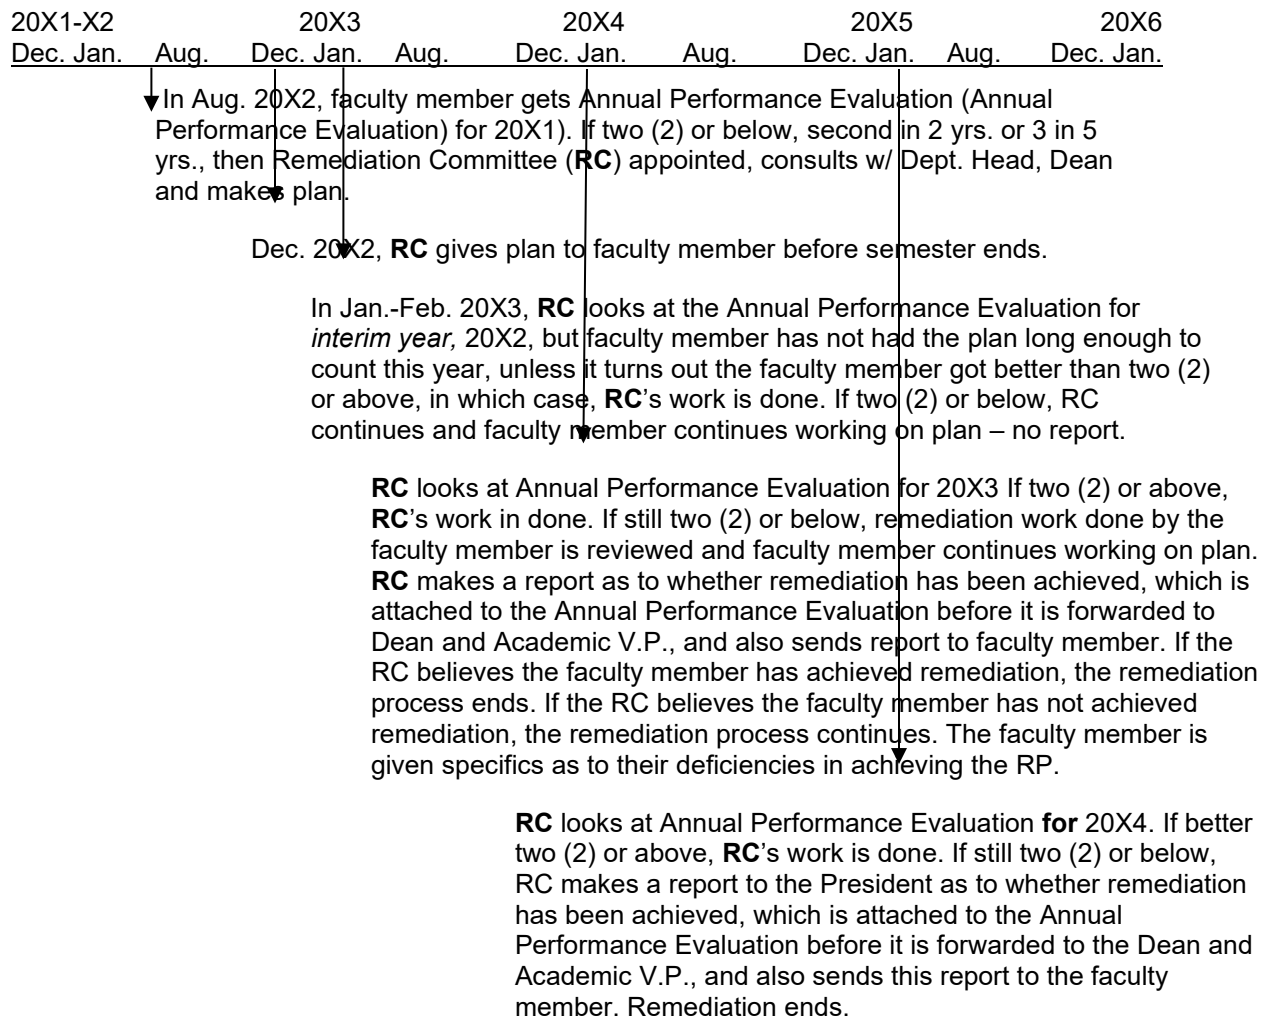 20X1-X2 20X3 20X4 20X5 20X6
Dec. Jan. Aug. Dec. Jan. Aug. Dec. Jan. Aug. Dec. Jan. Aug. Dec. Jan.
In Aug. 20X2, faculty member gets Annual Performance Evaluation (Annual
Performance Evaluation) for 20X1). If two (2) or below, second in 2 yrs. or 3 in 5
yrs., then Remediation Committee (RC) appointed, consults w/ Dept. Head, Dean
and makes plan.
Dec. 20X2, RC gives plan to faculty member before semester ends.
In Jan.-Feb. 20X3, RC looks at the Annual Performance Evaluation for
interim year, 20X2, but faculty member has not had the plan long enough to
count this year, unless it turns out the faculty member got better than two (2)
or above, in which case, RC's work is done. If two (2) or below, RC
continues and faculty member continues working on plan – no report.
RC looks at Annual Performance Evaluation for 20X3 If two (2) or above,
RC's work in done. If still two (2) or below, remediation work done by the
faculty member is reviewed and faculty member continues working on plan.
RC makes a report as to whether remediation has been achieved, which is
attached to the Annual Performance Evaluation before it is forwarded to
Dean and Academic V.P., and also sends report to faculty member. If the
RC believes the faculty member has achieved remediation, the remediation
process ends. If the RC believes the faculty member has not achieved
remediation, the remediation process continues. The faculty member is
given specifics as to their deficiencies in achieving the RP.
RC looks at Annual Performance Evaluation for 20X4. If better
two (2) or above, RC's work is done. If still two (2) or below,
RC makes a report to the President as to whether remediation
has been achieved, which is attached to the Annual
Performance Evaluation before it is forwarded to the Dean and
Academic V.P., and also sends this report to the faculty
member. Remediation ends.